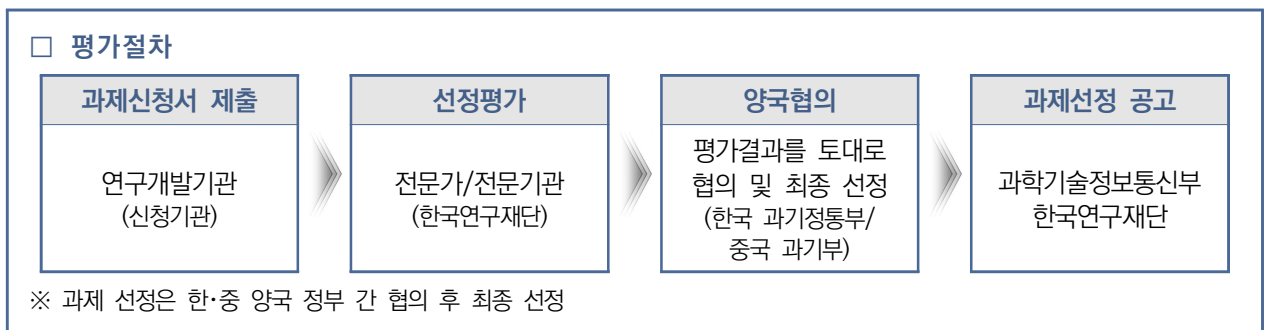 □ 평가절차
과제신청서 제출
연구개발기관
(신청기관)
선정평가
전문가/전문기관
(한국연구재단)
양국협의
평가결과를 토대로
협의 및 최종 선정
(한국 과기정통부/
중국 과기부)
과제선정 공고
과학기술정보통신부
한국연구재단
※ 과제 선정은 한·중 양국 정부 간 협의 후 최종 선정